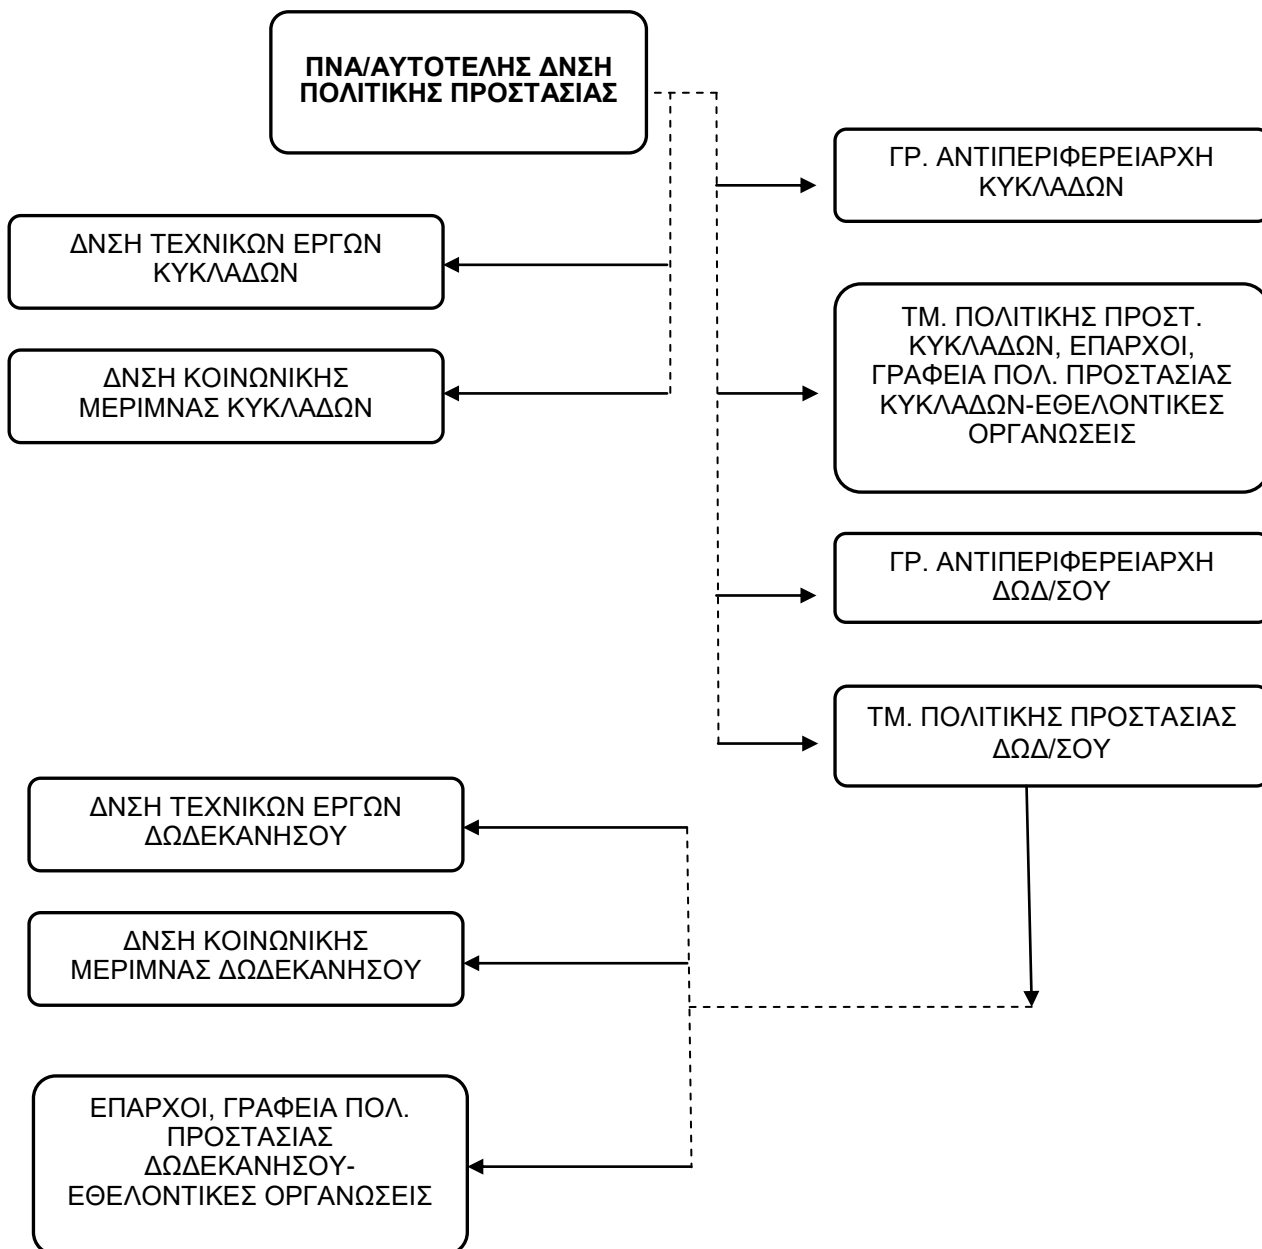 ΠΝΑ/ΑΥΤΟΤΕΛΗΣ ΔΝΣΗ
ΠΟΛΙΤΙΚΗΣ ΠΡΟΣΤΑΣΙΑΣ
ΓΡ. ΑΝΤΙΠΕΡΙΦΕΡΕΙΑΡΧΗ
ΚΥΚΛΑΔΩΝ
ΔΝΣΗ ΤΕΧΝΙΚΩΝ ΕΡΓΩΝ
ΚΥΚΛΑΔΩΝ
ΤΜ. ΠΟΛΙΤΙΚΗΣ ΠΡΟΣΤ.
ΚΥΚΛΑΔΩΝ, ΕΠΑΡΧΟΙ,
ΓΡΑΦΕΙΑ ΠΟΛ. ΠΡΟΣΤΑΣΙΑΣ
ΚΥΚΛΑΔΩΝ-ΕΘΕΛΟΝΤΙΚΕΣ
ΟΡΓΑΝΩΣΕΙΣ
ΔΝΣΗ ΚΟΙΝΩΝΙΚΗΣ
ΜΕΡΙΜΝΑΣ ΚΥΚΛΑΔΩΝ
ΓΡ. ΑΝΤΙΠΕΡΙΦΕΡΕΙΑΡΧΗ
ΔΩΔ/ΣΟΥ
ΤΜ. ΠΟΛΙΤΙΚΗΣ ΠΡΟΣΤΑΣΙΑΣ
ΔΩΔ/ΣΟΥ
ΔΝΣΗ ΤΕΧΝΙΚΩΝ ΕΡΓΩΝ
ΔΩΔΕΚΑΝΗΣΟΥ
ΔΝΣΗ ΚΟΙΝΩΝΙΚΗΣ
ΜΕΡΙΜΝΑΣ ΔΩΔΕΚΑΝΗΣΟΥ
ΕΠΑΡΧΟΙ, ΓΡΑΦΕΙΑ ΠΟΛ.
ΠΡΟΣΤΑΣΙΑΣ
ΔΩΔΕΚΑΝΗΣΟΥ-
ΕΘΕΛΟΝΤΙΚΕΣ ΟΡΓΑΝΩΣΕΙΣ